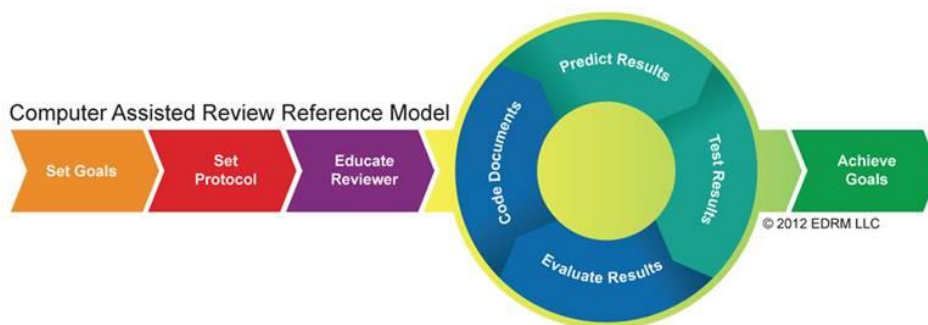 Computer Assisted Review Reference Model
Set Goals
Set
Protocol
Educate
Reviewer
Code Documents
Predict Results
Test Results
Evaluate Results
Achieve
Goals
© 2012 EDRM LLC